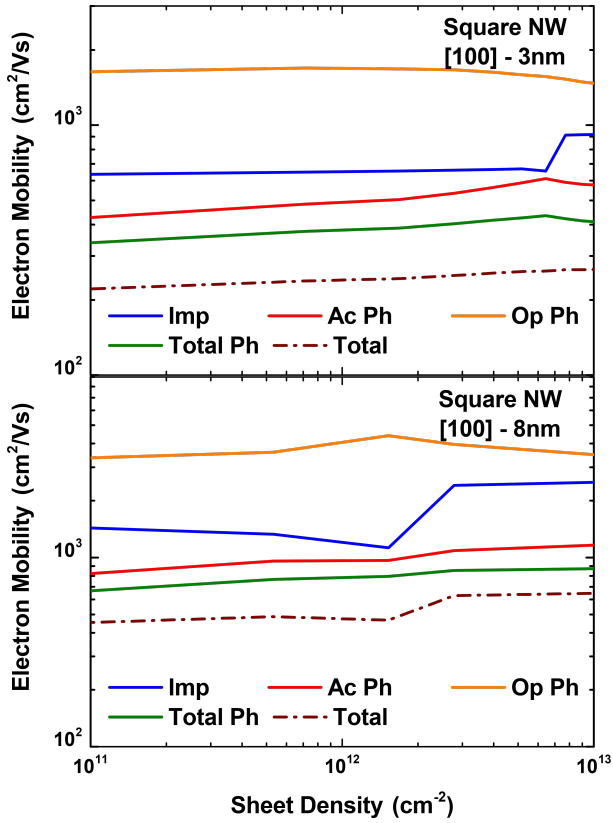 Square NW
[100] - 3nm
Electron Mobility (cm²/Vs)
10³
10²
Imp Ac Ph Op Ph
Total Ph Total
Square NW
[100] - 8nm
Electron Mobility (cm²/Vs)
10³
10²
Imp Ac Ph Op Ph
Total Ph Total
10¹¹ 10¹² 10¹³
Sheet Density (cm⁻²)